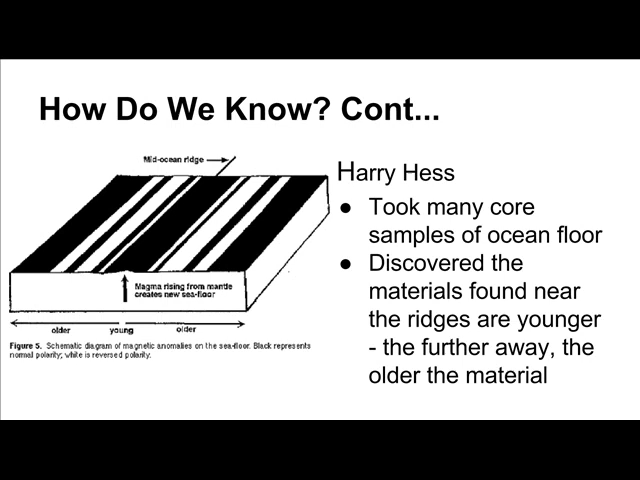 How Do We Know? Cont...
Mid-ocean ridge
Magma rising from mantle
creates new sea-floor
older
young
older
Figure 5. Schematic diagram of magnetic anomalies on the sea-floor. Black represents
normal polarity; white is reversed polarity.
Harry Hess
● Took many core
samples of ocean floor
● Discovered the
materials found near
the ridges are younger
- the further away, the
older the material